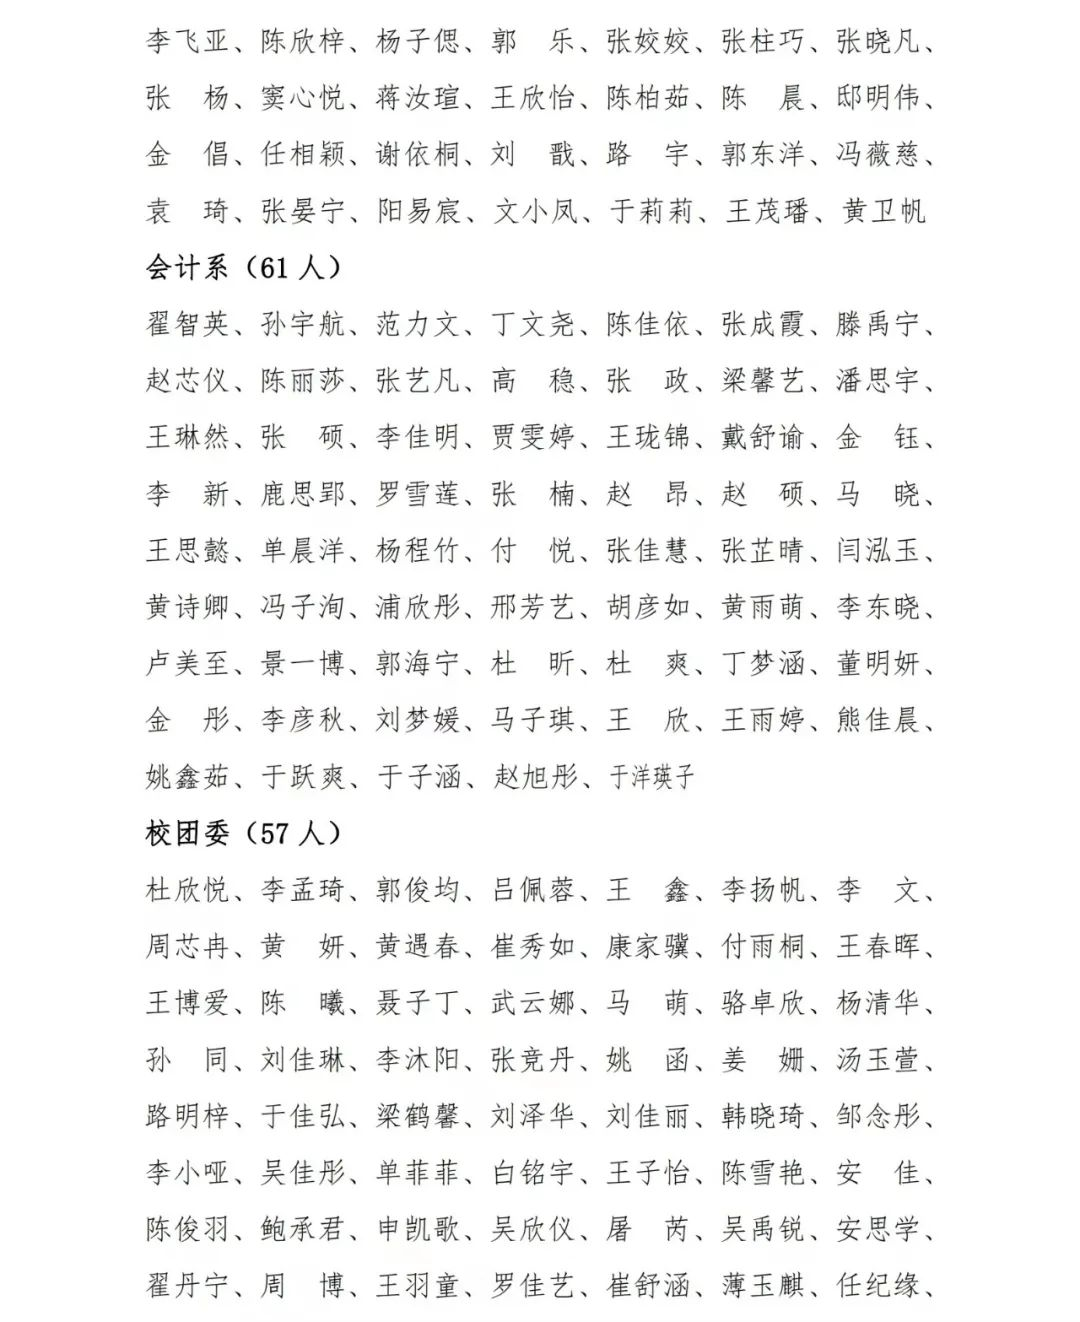 李飞亚、陈欣梓、杨子偲、郭　乐、张姣姣、张柱巧、张晓凡、
张　杨、窦心悦、蒋汝瑄、王欣怡、陈柏茹、陈　晨、邸明伟、
金　倡、任相颖、谢依桐、刘　戬、路　宇、郭东洋、冯薇慈、
袁　琦、张晏宁、阳易宸、文小凤、于莉莉、王茂璠、黄卫帆
会计系（61 人）
翟智英、孙宇航、范力文、丁文尧、陈佳依、张成霞、滕禹宁、
赵芯仪、陈丽莎、张艺凡、高　稳、张　政、梁馨艺、潘思宇、
王琳然、张　硕、李佳明、贾雯婷、王珑锦、戴舒谕、金　钰、
李　新、鹿思郢、罗雪莲、张　楠、赵　昂、赵　硕、马　晓、
王思懿、单晨洋、杨程竹、付　悦、张佳慧、张芷晴、闫泓玉、
黄诗卿、冯子洵、浦欣彤、邢芳艺、胡彦如、黄雨萌、李东晓、
卢美至、景一博、郭海宁、杜　昕、杜　爽、丁梦涵、董明妍、
金　彤、李彦秋、刘梦媛、马子琪、王　欣、王雨婷、熊佳晨、
姚鑫茹、于跃爽、于子涵、赵旭彤、于洋瑛子
校团委（57 人）
杜欣悦、李孟琦、郭俊均、吕佩蓉、王　鑫、李扬帆、李　文、
周芯冉、黄　妍、黄遇春、崔秀如、康家骥、付雨桐、王春晖、
王博爱、陈　曦、聂子丁、武云娜、马　萌、骆卓欣、杨清华、
孙　同、刘佳琳、李沐阳、张竞丹、姚　函、姜　姗、汤玉萱、
路明梓、于佳弘、梁鹤馨、刘泽华、刘佳丽、韩晓琦、邹念彤、
李小哑、吴佳彤、单菲菲、白铭宇、王子怡、陈雪艳、安　佳、
陈俊羽、鲍承君、申凯歌、吴欣仪、屠　芮、吴禹锐、安思学、
翟丹宁、周　博、王羽童、罗佳艺、崔舒涵、薄玉麒、任纪缘、